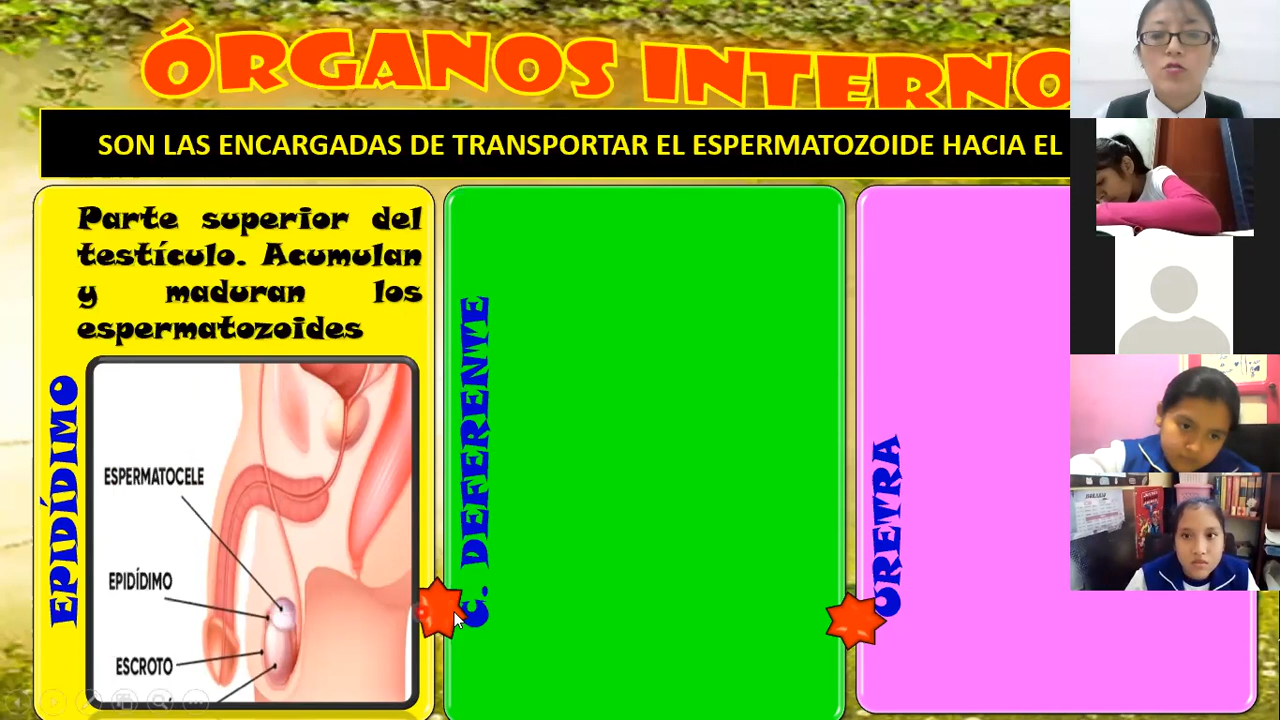 ÓRGANOS INTERNO
SON LAS ENCARGADAS DE TRANSPORTAR EL ESPERMATOZOIDE HACIA EL
Parte superior del
testículo. Acumulan
y maduran los
espermatozoides
EPIDÍDIMO
ESPERMATOCELE
EPIDÍDIMO
ESCROTO
C. DEFERENTE
URETRA